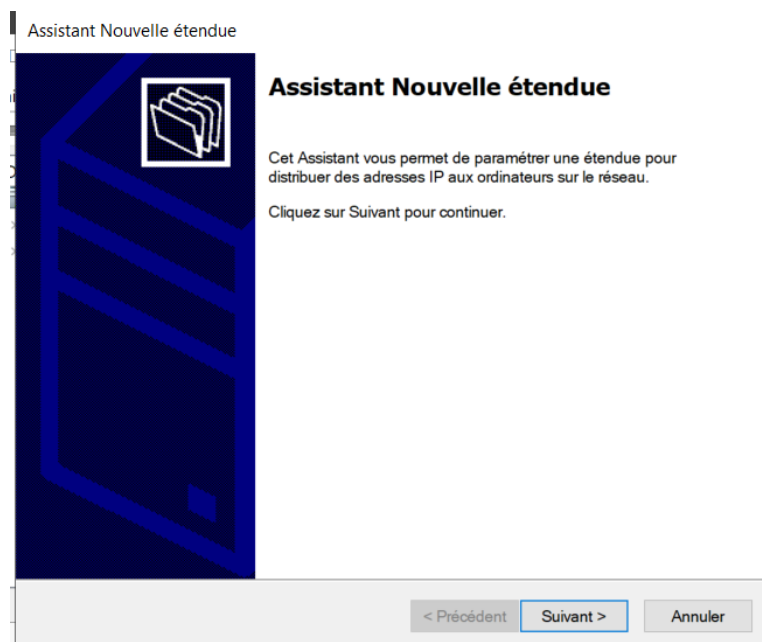 Assistant Nouvelle étendue
Assistant Nouvelle étendue
Cet Assistant vous permet de paramétrer une étendue pour
distribuer des adresses IP aux ordinateurs sur le réseau.
Cliquez sur Suivant pour continuer.
< Précédent
Suivant >
Annuler